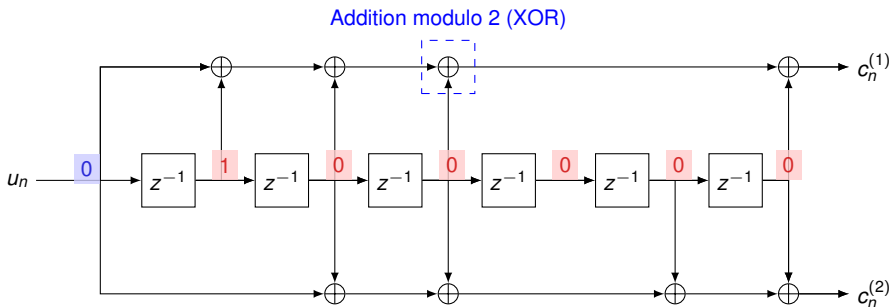 Addition modulo 2 (XOR)
c_n^{(1)}
u_n 0 z^{-1} 1 z^{-1} 0 z^{-1} 0 z^{-1} 0 z^{-1} 0 z^{-1} 0
c_n^{(2)}